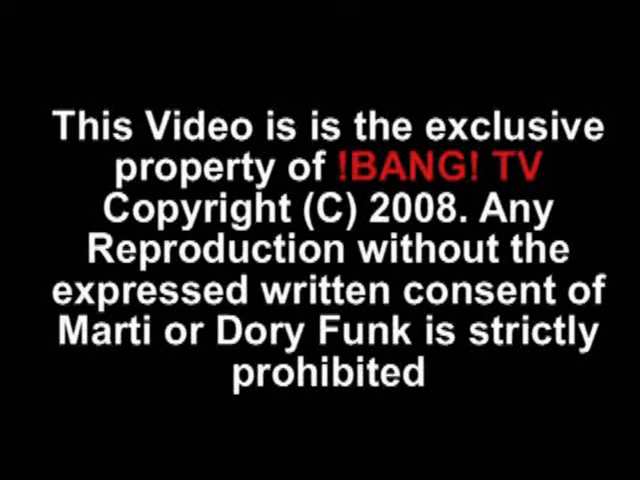 This Video is is the exclusive
property of !BANG! TV
Copyright (C) 2008. Any
Reproduction without the
expressed written consent of
Marti or Dory Funk is strictly
prohibited